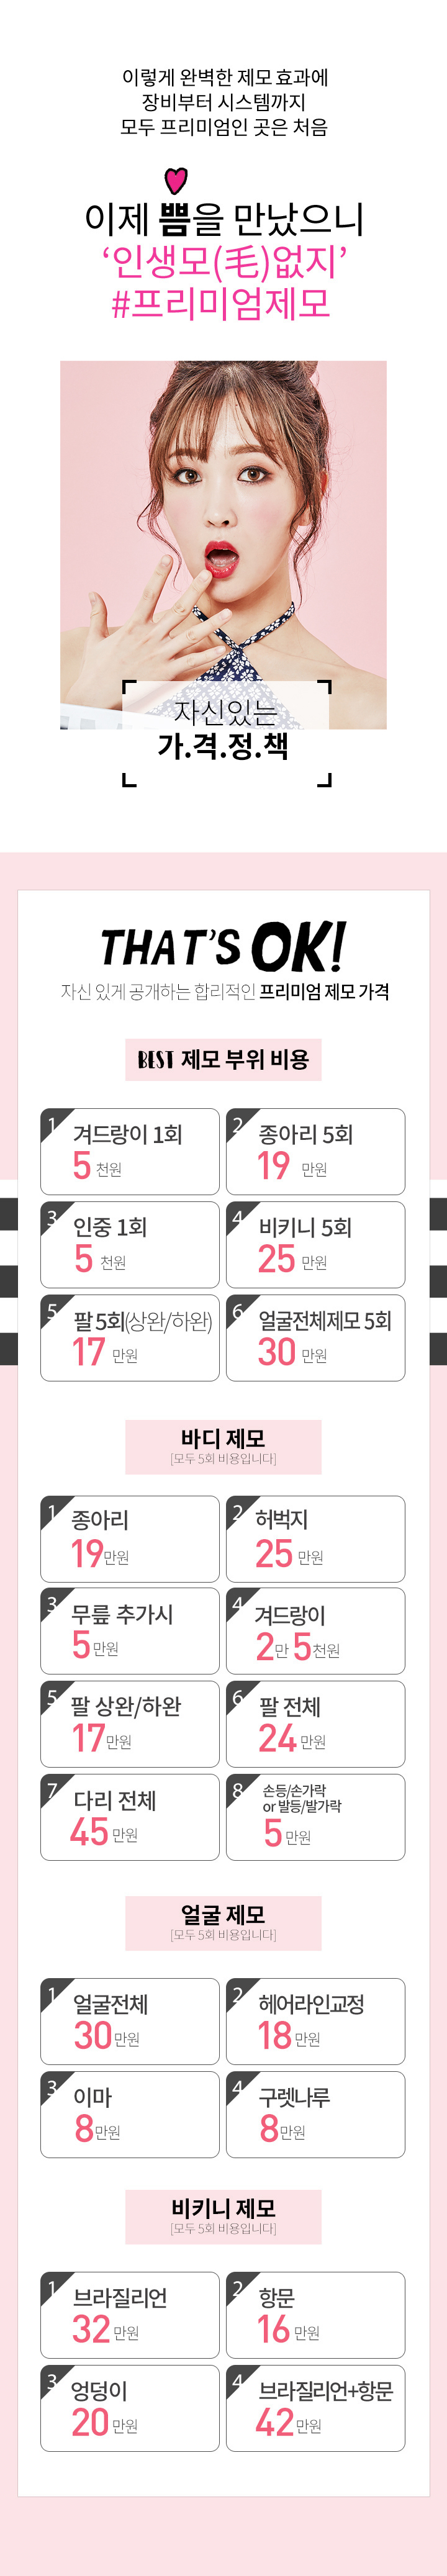 이렇게 완벽한 제모 효과에
장비부터 시스템까지
모두 프리미엄인 곳은 처음
이제 쁨을 만났으니
‘인생모(毛)없지’
#프리미엄제모
자신있는
가.격.정.책
THAT'S OK!
자신 있게 공개하는 합리적인 프리미엄 제모 가격
BEST 제모 부위 비용
1
겨드랑이 1회
5 천원
2
종아리 5회
19 만원
3
인중 1회
5 천원
4
비키니 5회
25 만원
5
팔 5회(상완/하완)
17 만원
6
얼굴전체제모 5회
30 만원
바디 제모
[모두 5회 비용입니다]
1
종아리
19만원
2
허벅지
25 만원
3
무릎 추가시
5 만원
4
겨드랑이
2만 5천원
5
팔 상완/하완
17만원
6
팔 전체
24 만원
7
다리 전체
45 만원
8
손등/손가락
or 발등/발가락
5 만원
얼굴 제모
[모두 5회 비용입니다]
1
얼굴전체
30 만원
2
헤어라인교정
18 만원
3
이마
8만원
4
구렛나루
8만원
비키니 제모
[모두 5회 비용입니다]
1
브라질리언
32 만원
2
항문
16 만원
3
엉덩이
20 만원
4
브라질리언+항문
42만원